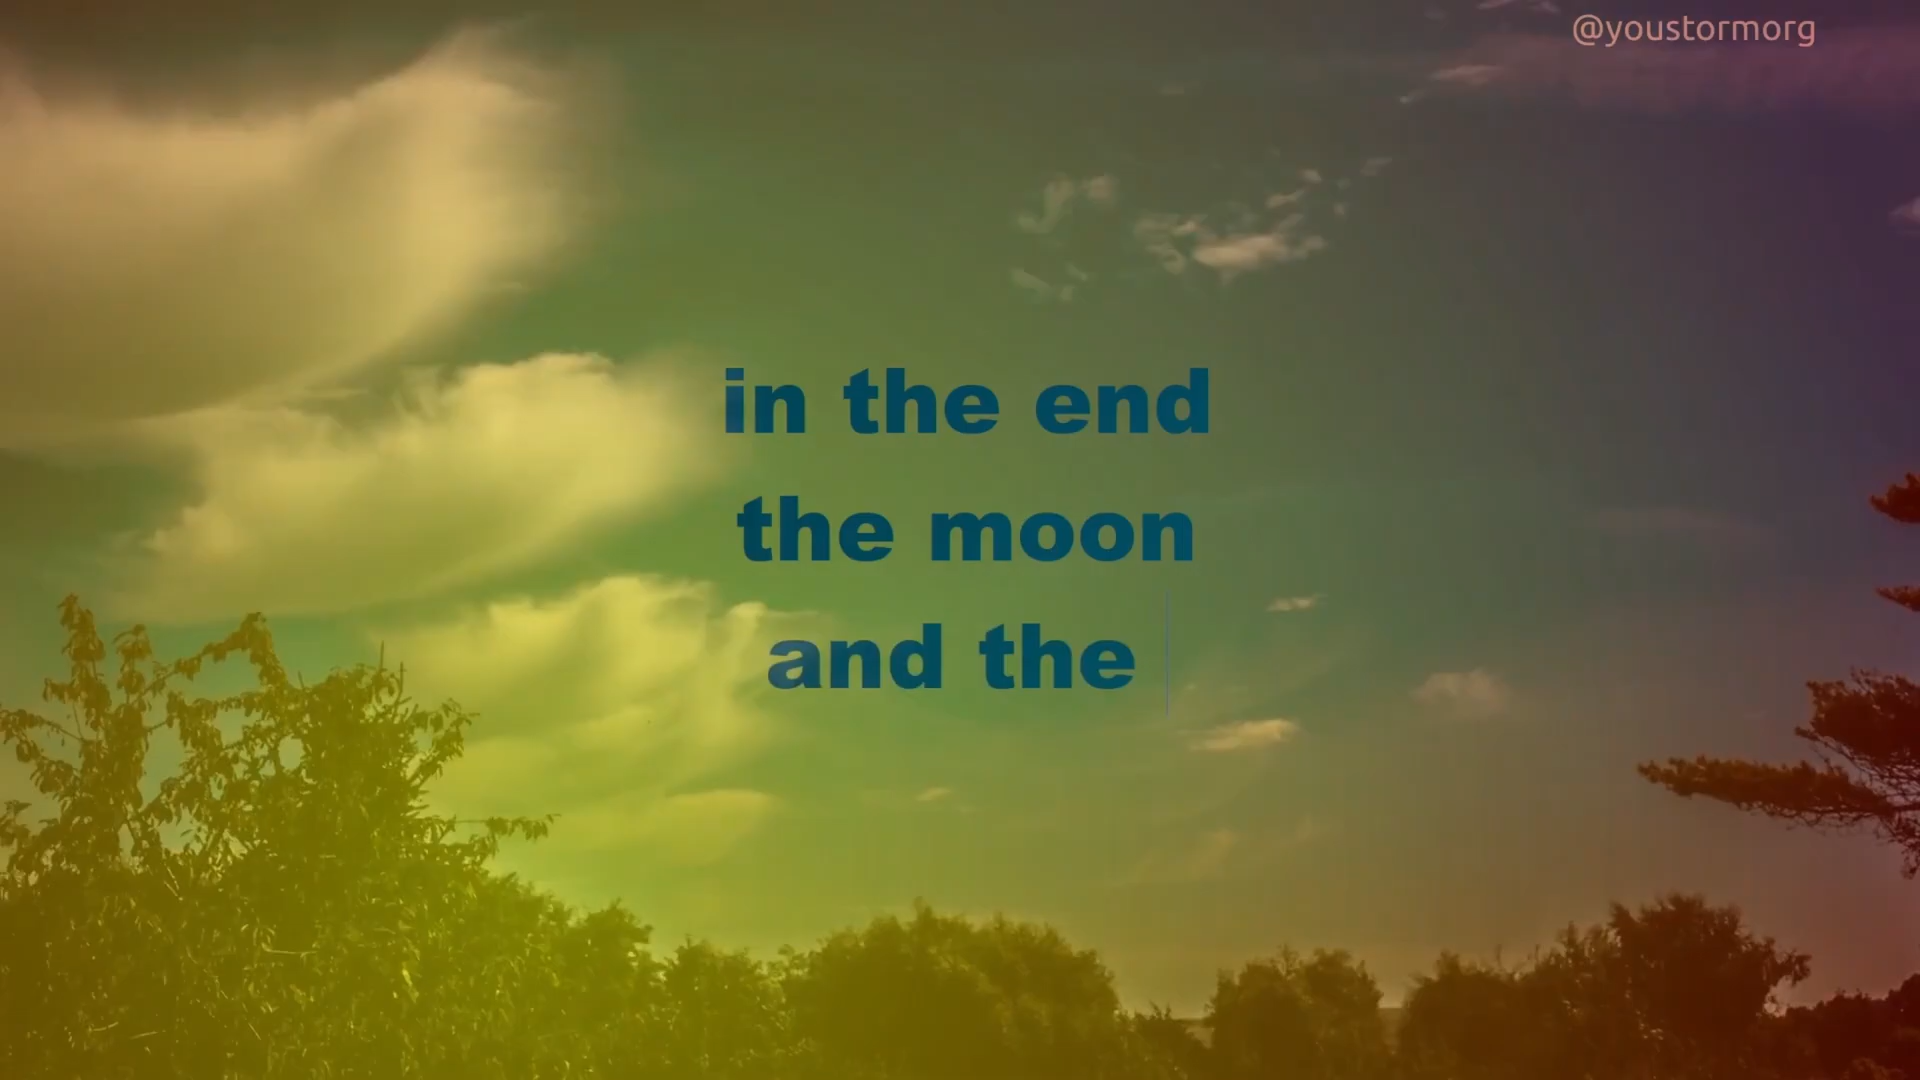 @youstormorg
in the end
the moon
and the